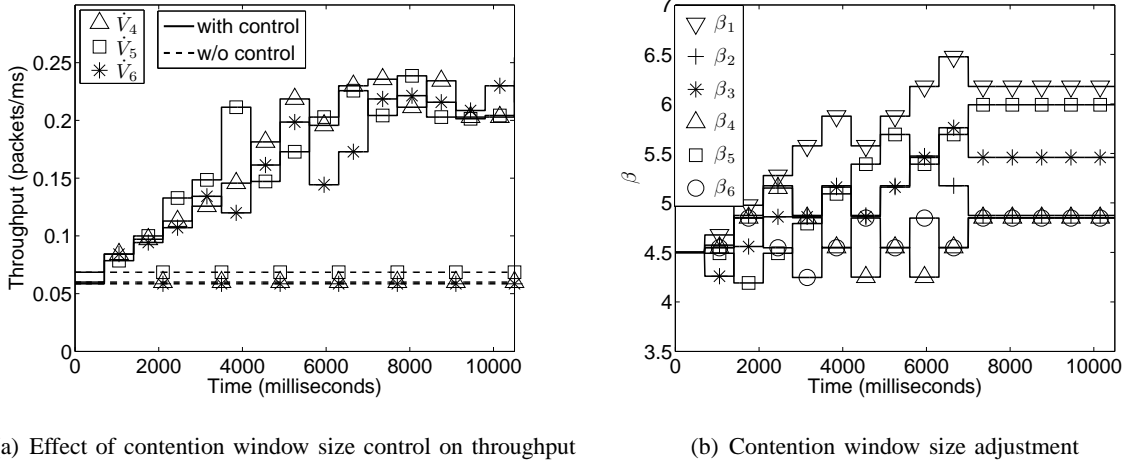 V̇4
V̇5
V̇6
with control
w/o control
Throughput (packets/ms)
0.25
0.2
0.15
0.1
0.05
0
0 2000 4000 6000 8000 10000
Time (milliseconds)
a) Effect of contention window size control on throughput
β1
β2
β3
β4
β5
β6
β
7
6.5
6
5.5
5
4.5
4
3.5
0 2000 4000 6000 8000 10000
Time (milliseconds)
(b) Contention window size adjustment